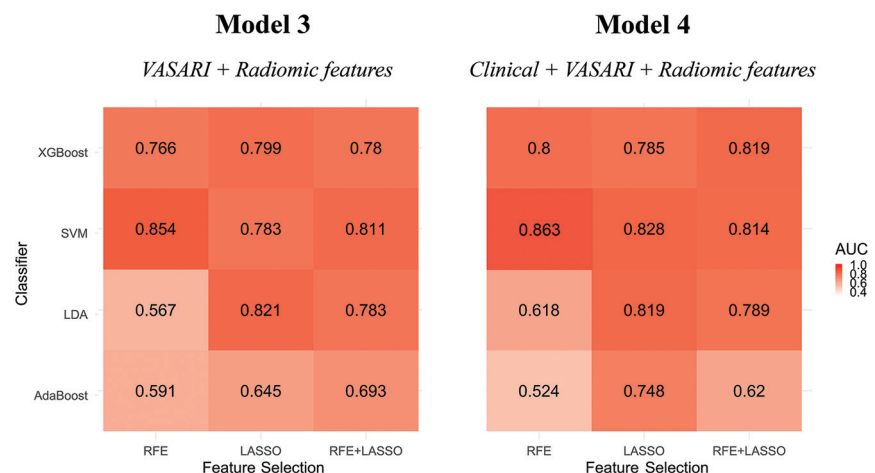 Model 3
Model 4
VASARI + Radiomic features
Clinical + VASARI + Radiomic features
XGBoost
0.766 0.799 0.78
0.8 0.785 0.819
SVM
0.854 0.783 0.811
0.863 0.828 0.814
LDA
0.567 0.821 0.783
0.618 0.819 0.789
AdaBoost
0.591 0.645 0.693
0.524 0.748 0.62
Classifier
RFE LASSO RFE+LASSO
RFE LASSO RFE+LASSO
Feature Selection
Feature Selection
AUC
1.0
0.8
0.6
0.4